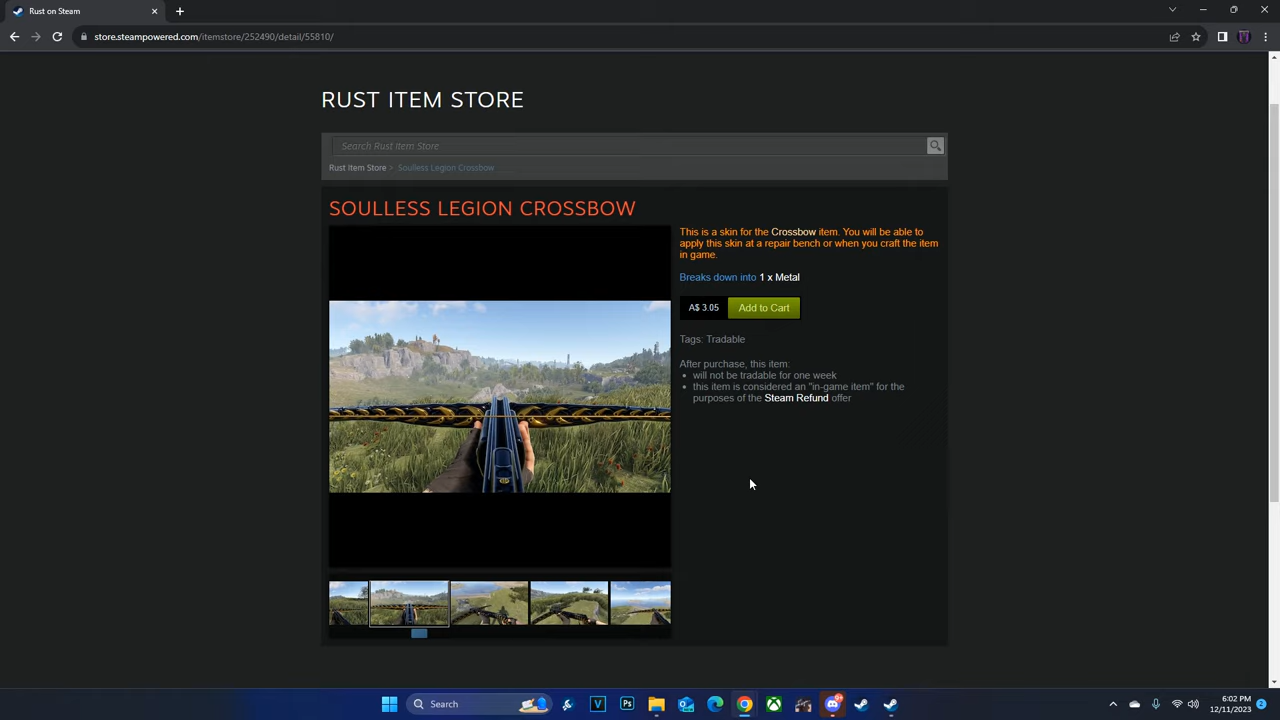 Rust on Steam
store.steampowered.com/itemstore/252490/detail/55810/
RUST ITEM STORE
Search Rust Item Store
Rust Item Store > Soulless Legion Crossbow
SOULLESS LEGION CROSSBOW
This is a skin for the Crossbow item. You will be able to
apply this skin at a repair bench or when you craft the item
in game.
Breaks down into 1 x Metal
A$ 3.05 Add to Cart
Tags: Tradable
After purchase, this item:
will not be tradable for one week
this item is considered an "in-game item" for the
purposes of the Steam Refund offer
Search
V
Ps
6:02 PM
12/11/2023
2